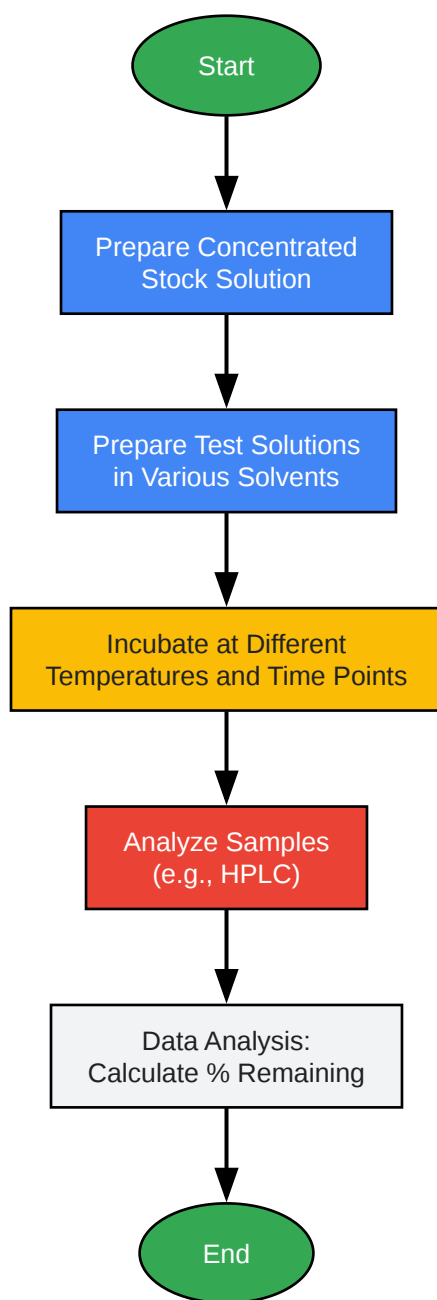 Start
Prepare Concentrated
Stock Solution
Prepare Test Solutions
in Various Solvents
Incubate at Different
Temperatures and Time Points
Analyze Samples
(e.g., HPLC)
Data Analysis:
Calculate % Remaining
End